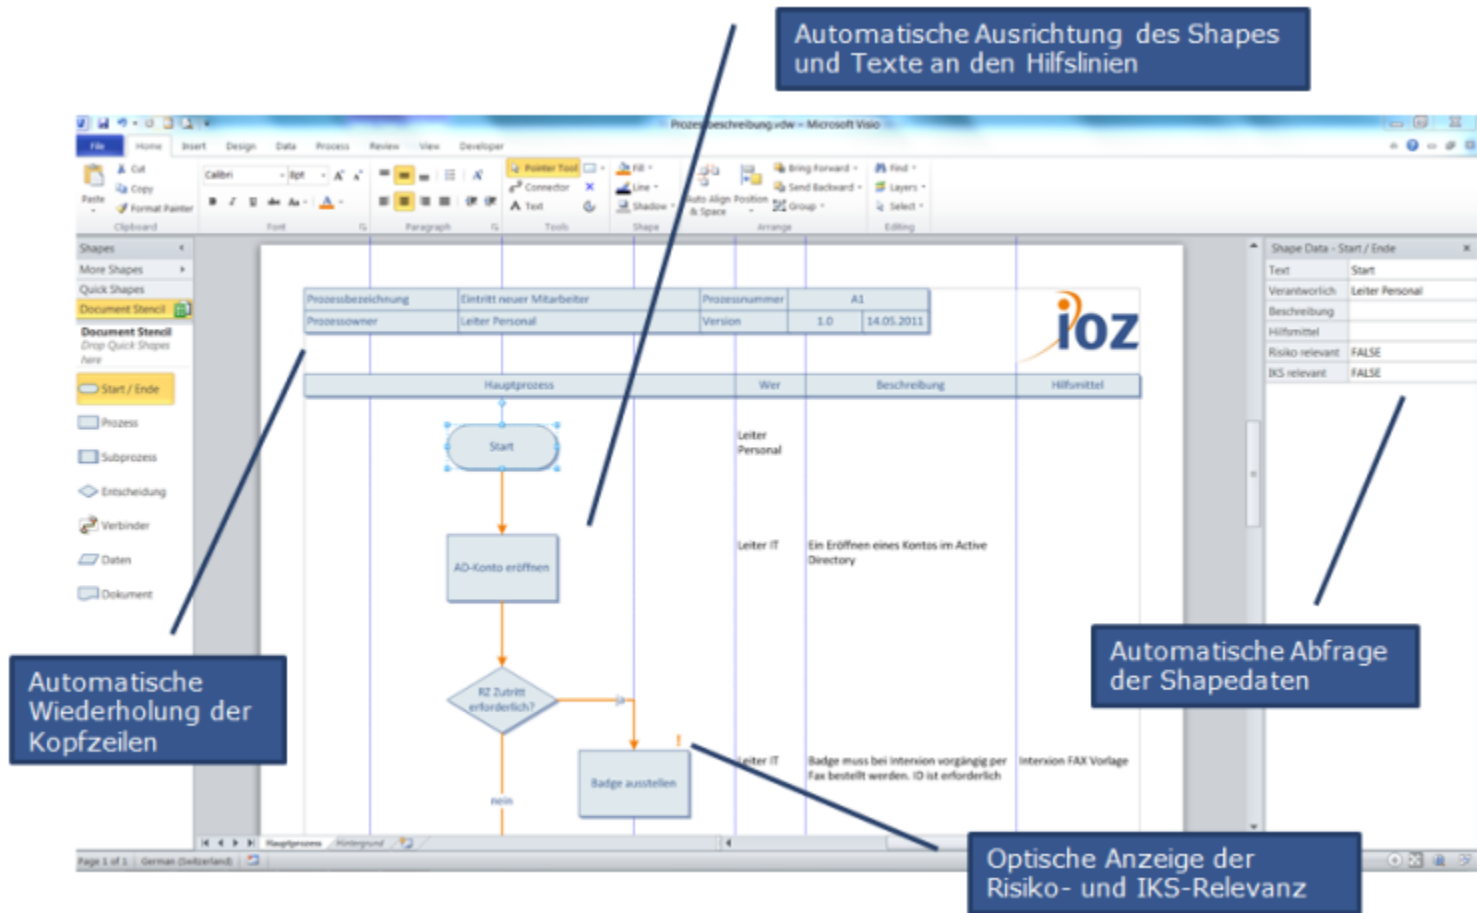 Automatische Ausrichtung des Shapes
und Texte an den Hilfslinien
Prozessbeschreibung.vdw - Microsoft Visio
File Home Insert Design Data Process Review View Developer
Paste
Cut
Copy
Format Painter
Clipboard
Calibri 8pt
Font
Paragraph
Pointer Tool
Connector
A Text
Tools
Fill
Line
Shadow
Shape
Auto Align
& Space
Position
Bring Forward
Send Backward
Group
Arrange
Find
Layers
Select
Editing
Shapes
More Shapes
Quick Shapes
Document Stencil
Document Stencil
Drop Quick Shapes
here
Start / Ende
Prozess
Subprozess
Entscheidung
Verbinder
Daten
Dokument
Prozessbezeichnung Eintritt neuer Mitarbeiter Prozessnummer A1
Prozessowner Leiter Personal Version 1.0 14.05.2011
ioz
Hauptprozess Wer Beschreibung Hilfsmittel
Start
Leiter
Personal
AD-Konto eröffnen
Leiter IT
Ein Eröffnen eines Kontos im Active
Directory
RZ Zutritt
erforderlich?
ja
nein
!
Badge ausstellen
Leiter IT
Badge muss bei Interxion vorgängig per
Fax bestellt werden. ID ist erforderlich
Interxion FAX Vorlage
Shape Data - Start / Ende
Text Start
Verantworlich Leiter Personal
Beschreibung
Hilfsmittel
Risiko relevant FALSE
IKS relevant FALSE
Automatische Abfrage
der Shapedaten
Automatische
Wiederholung der
Kopfzeilen
Optische Anzeige der
Risiko- und IKS-Relevanz
Hauptprozess Hintergrund
Page 1 of 1 German (Switzerland)